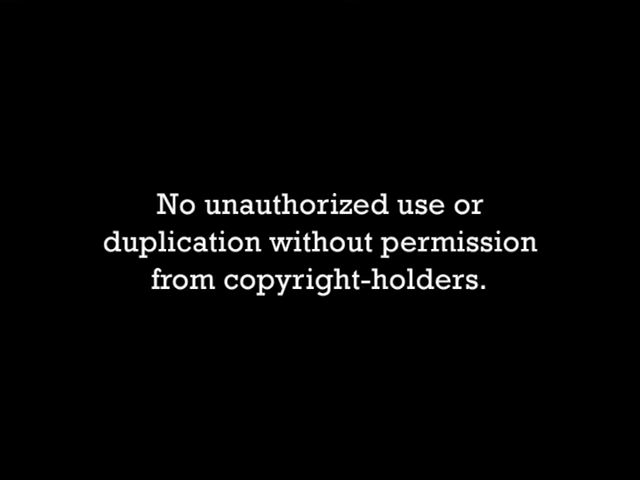 No unauthorized use or
duplication without permission
from copyright-holders.